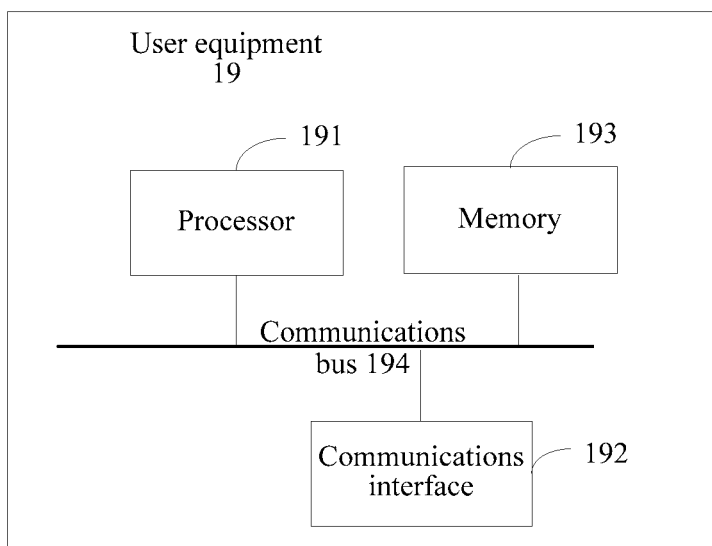 User equipment
19
191
193
Processor
Memory
Communications
bus 194
Communications
interface
192